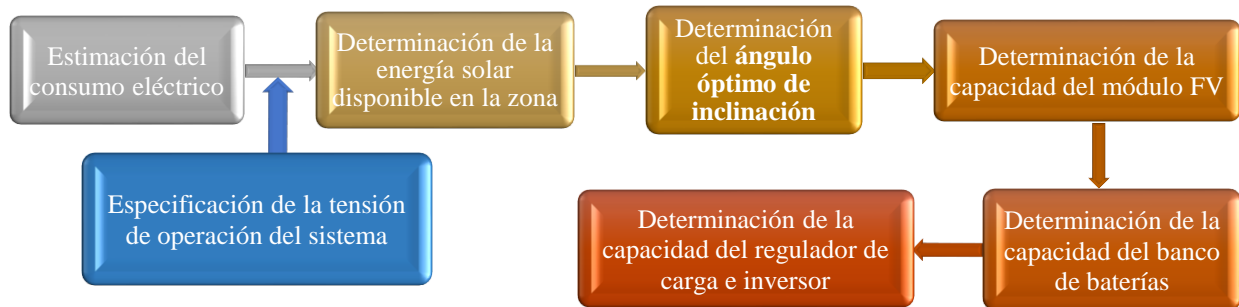 Estimación del
consumo eléctrico
Determinación de la
energía solar
disponible en la zona
Determinación
del ángulo
óptimo de
inclinación
Determinación de la
capacidad del módulo FV
Especificación de la tensión
de operación del sistema
Determinación de la
capacidad del regulador de
carga e inversor
Determinación de la
capacidad del banco
de baterías